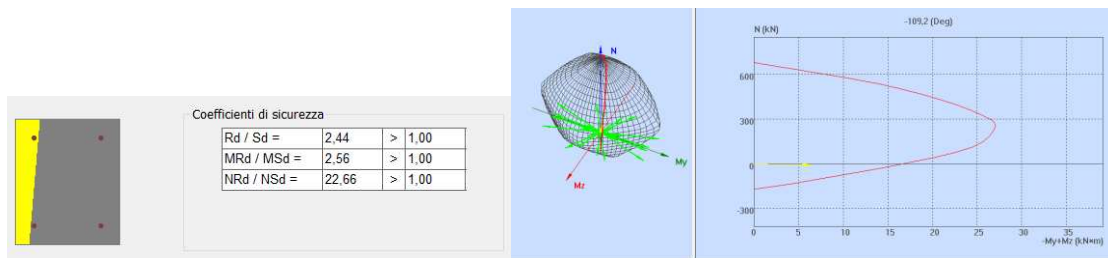 Coefficienti di sicurezza
Rd / Sd = 2,44 > 1,00
MRd / MSd = 2,56 > 1,00
NRd / NSd = 22,66 > 1,00
N
My
Mz
-109,2 (Deg)
N (kN)
600
300
0
-300
0 5 10 15 20 25 30 35
-My+Mz (kN×m)